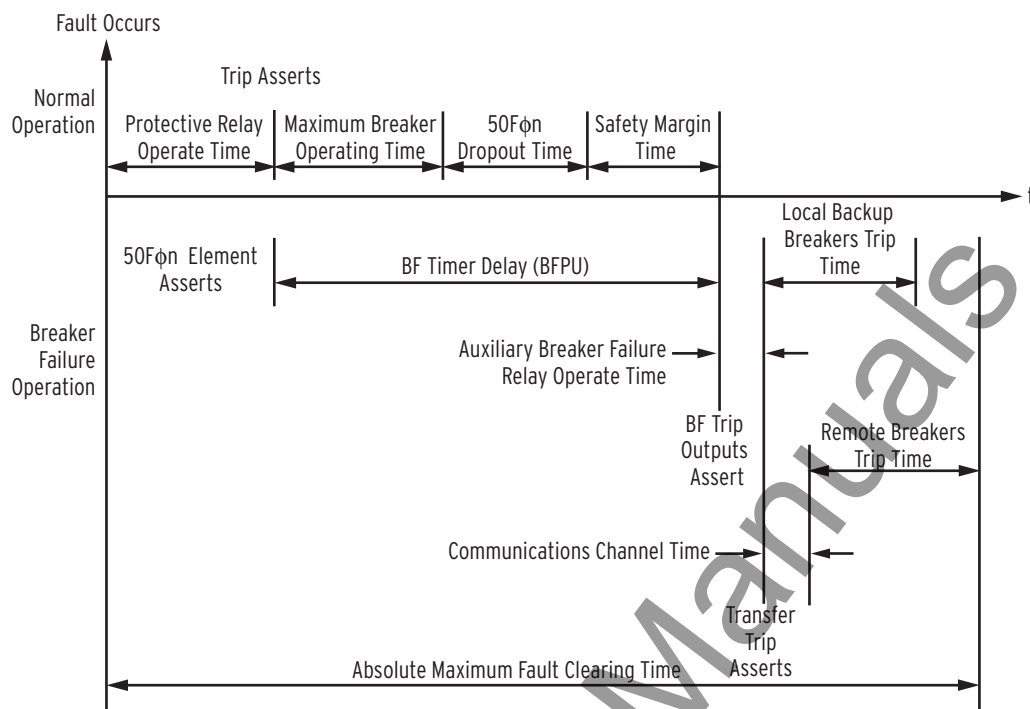 Fault Occurs
Normal
Operation
Trip Asserts
Protective Relay
Operate Time
Maximum Breaker
Operating Time
50Fϕn
Dropout Time
Safety Margin
Time
t
50Fϕn Element
Asserts
BF Timer Delay (BFPU)
Local Backup
Breakers Trip
Time
Breaker
Failure
Operation
Auxiliary Breaker Failure
Relay Operate Time
BF Trip
Outputs
Assert
Remote Breakers
Trip Time
Communications Channel Time
Transfer
Trip
Asserts
Absolute Maximum Fault Clearing Time
Manuals